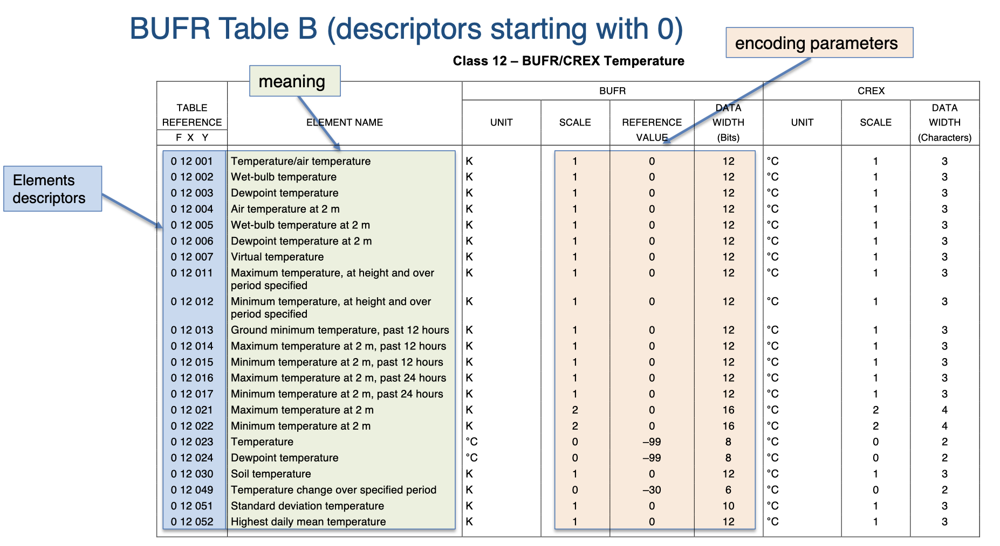 BUFR Table B (descriptors starting with 0)
encoding parameters
Class 12 – BUFR/CREX Temperature
meaning
Elements
descriptors
BUFR CREX
TABLE DATA DATA
REFERENCE ELEMENT NAME UNIT SCALE REFERENCE WIDTH UNIT SCALE WIDTH
F X Y VALUE (Bits) (Characters)
0 12 001 Temperature/air temperature K 1 0 12 °C 1 3
0 12 002 Wet-bulb temperature K 1 0 12 °C 1 3
0 12 003 Dewpoint temperature K 1 0 12 °C 1 3
0 12 004 Air temperature at 2 m K 1 0 12 °C 1 3
0 12 005 Wet-bulb temperature at 2 m K 1 0 12 °C 1 3
0 12 006 Dewpoint temperature at 2 m K 1 0 12 °C 1 3
0 12 007 Virtual temperature K 1 0 12 °C 1 3
0 12 011 Maximum temperature, at height and over K 1 0 12 °C 1 3
period specified
0 12 012 Minimum temperature, at height and over K 1 0 12 °C 1 3
period specified
0 12 013 Ground minimum temperature, past 12 hours K 1 0 12 °C 1 3
0 12 014 Maximum temperature at 2 m, past 12 hours K 1 0 12 °C 1 3
0 12 015 Minimum temperature at 2 m, past 12 hours K 1 0 12 °C 1 3
0 12 016 Maximum temperature at 2 m, past 24 hours K 1 0 12 °C 1 3
0 12 017 Minimum temperature at 2 m, past 24 hours K 1 0 12 °C 1 3
0 12 021 Maximum temperature at 2 m K 2 0 16 °C 2 4
0 12 022 Minimum temperature at 2 m K 2 0 16 °C 2 4
0 12 023 Temperature °C 0 –99 8 °C 0 2
0 12 024 Dewpoint temperature °C 0 –99 8 °C 0 2
0 12 030 Soil temperature K 1 0 12 °C 1 3
0 12 049 Temperature change over specified period K 0 –30 6 °C 0 2
0 12 051 Standard deviation temperature K 1 0 10 °C 1 3
0 12 052 Highest daily mean temperature K 1 0 12 °C 1 3